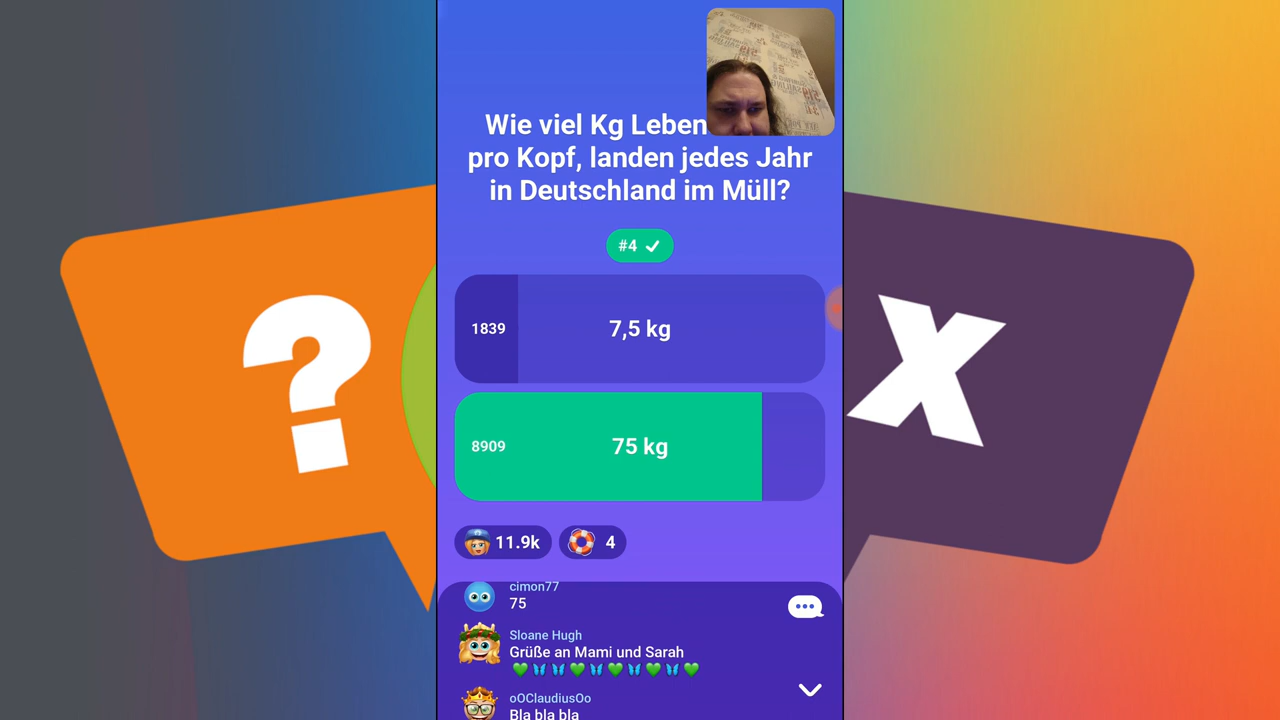 Wie viel Kg Leben
pro Kopf, landen jedes Jahr
in Deutschland im Müll?
#4
1839
7,5 kg
8909
75 kg
11.9k
4
cimon77
75
Sloane Hugh
Grüße an Mami und Sarah
oOClaudiusOo
Bla bla bla
?
X